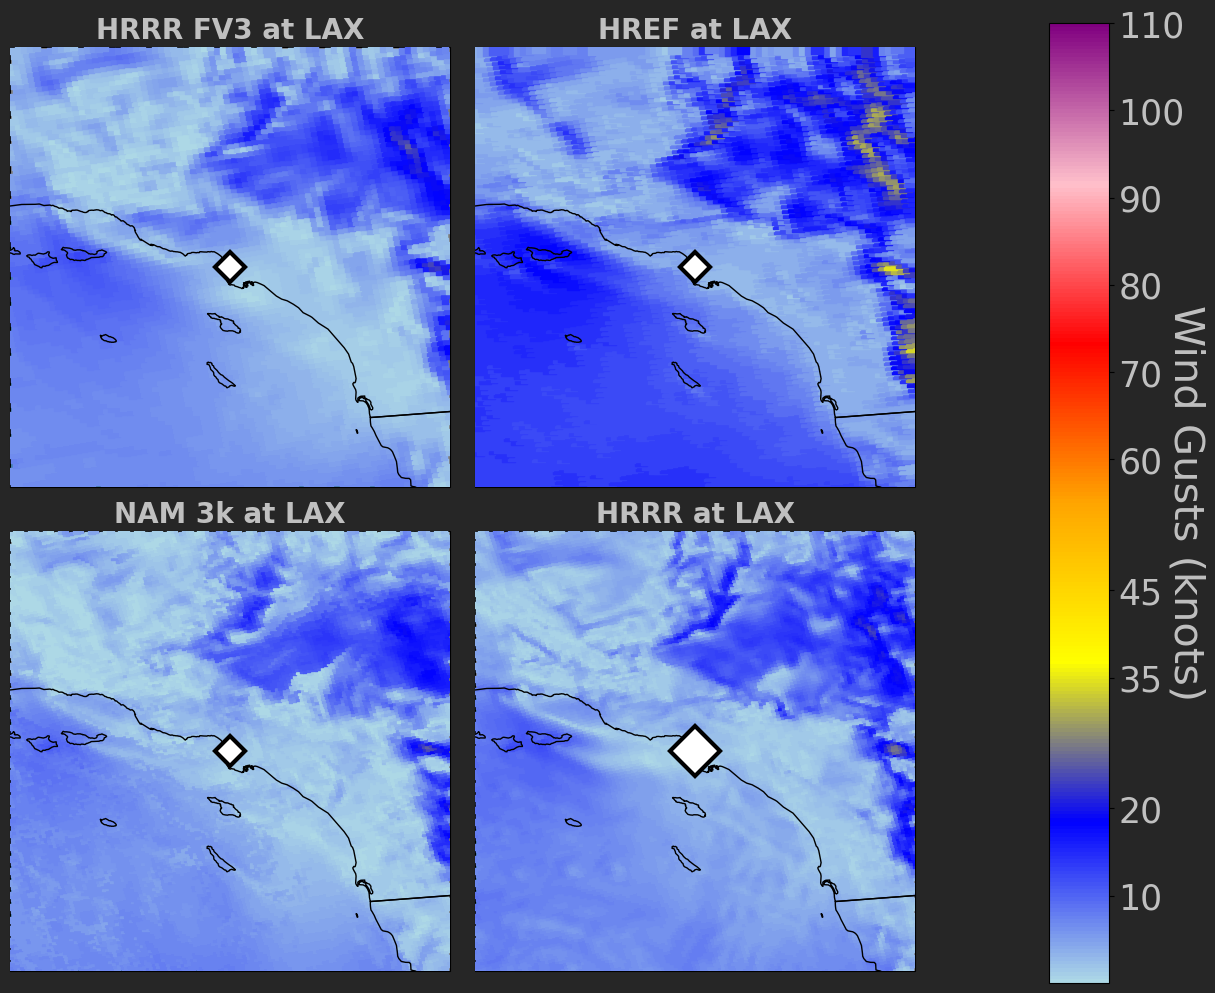 HRRR FV3 at LAX
HREF at LAX
NAM 3k at LAX
HRRR at LAX
110
100
90
80
70
60
45
35
20
10
Wind Gusts (knots)